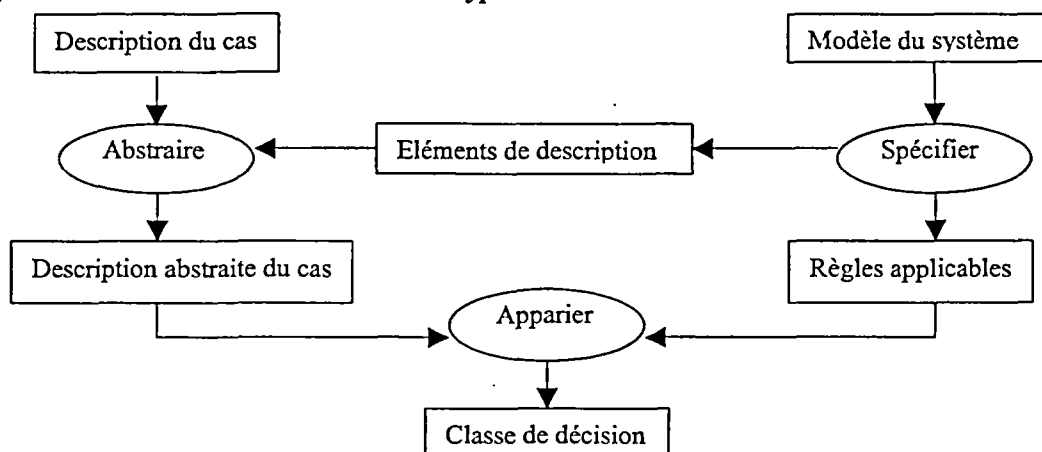 Description du cas
Modèle du système
Abstraire
Eléments de description
Spécifier
Description abstraite du cas
Règles applicables
Apparier
Classe de décision